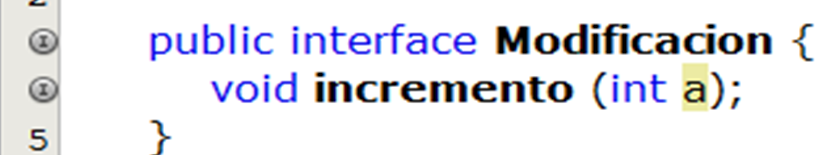 public interface Modificacion {
void incremento (int a);
5 }